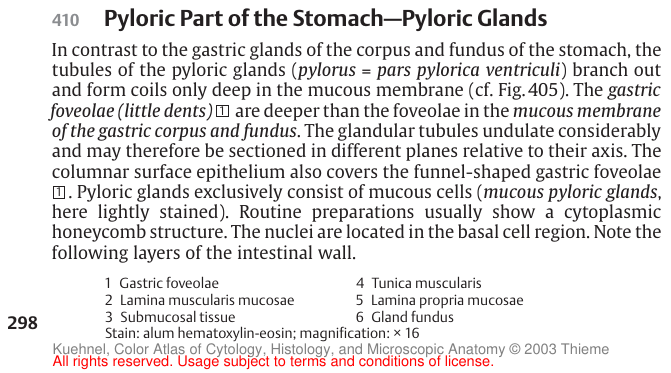 410 Pyloric Part of the Stomach—Pyloric Glands
In contrast to the gastric glands of the corpus and fundus of the stomach, the
tubules of the pyloric glands (pylorus = pars pylorica ventriculi) branch out
and form coils only deep in the mucous membrane (cf. Fig. 405). The gastric
foveolae (little dents) 1 are deeper than the foveolae in the mucous membrane
of the gastric corpus and fundus. The glandular tubules undulate considerably
and may therefore be sectioned in different planes relative to their axis. The
columnar surface epithelium also covers the funnel-shaped gastric foveolae
1. Pyloric glands exclusively consist of mucous cells (mucous pyloric glands,
here lightly stained). Routine preparations usually show a cytoplasmic
honeycomb structure. The nuclei are located in the basal cell region. Note the
following layers of the intestinal wall.
1 Gastric foveolae
2 Lamina muscularis mucosae
3 Submucosal tissue
4 Tunica muscularis
5 Lamina propria mucosae
6 Gland fundus
Stain: alum hematoxylin-eosin; magnification: × 16
298
Kuehnel, Color Atlas of Cytology, Histology, and Microscopic Anatomy © 2003 Thieme
All rights reserved. Usage subject to terms and conditions of license.